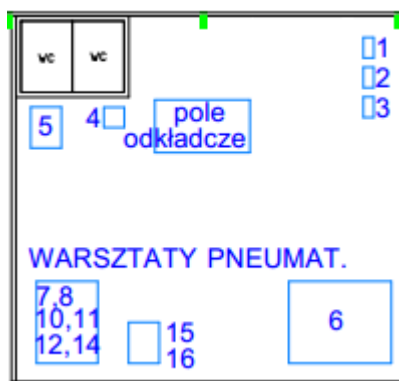 wc wc
1
2
3
5
4
pole
odkładcze
WARSZTATY PNEUMAT.
7,8
10,11
12,14
15
16
6